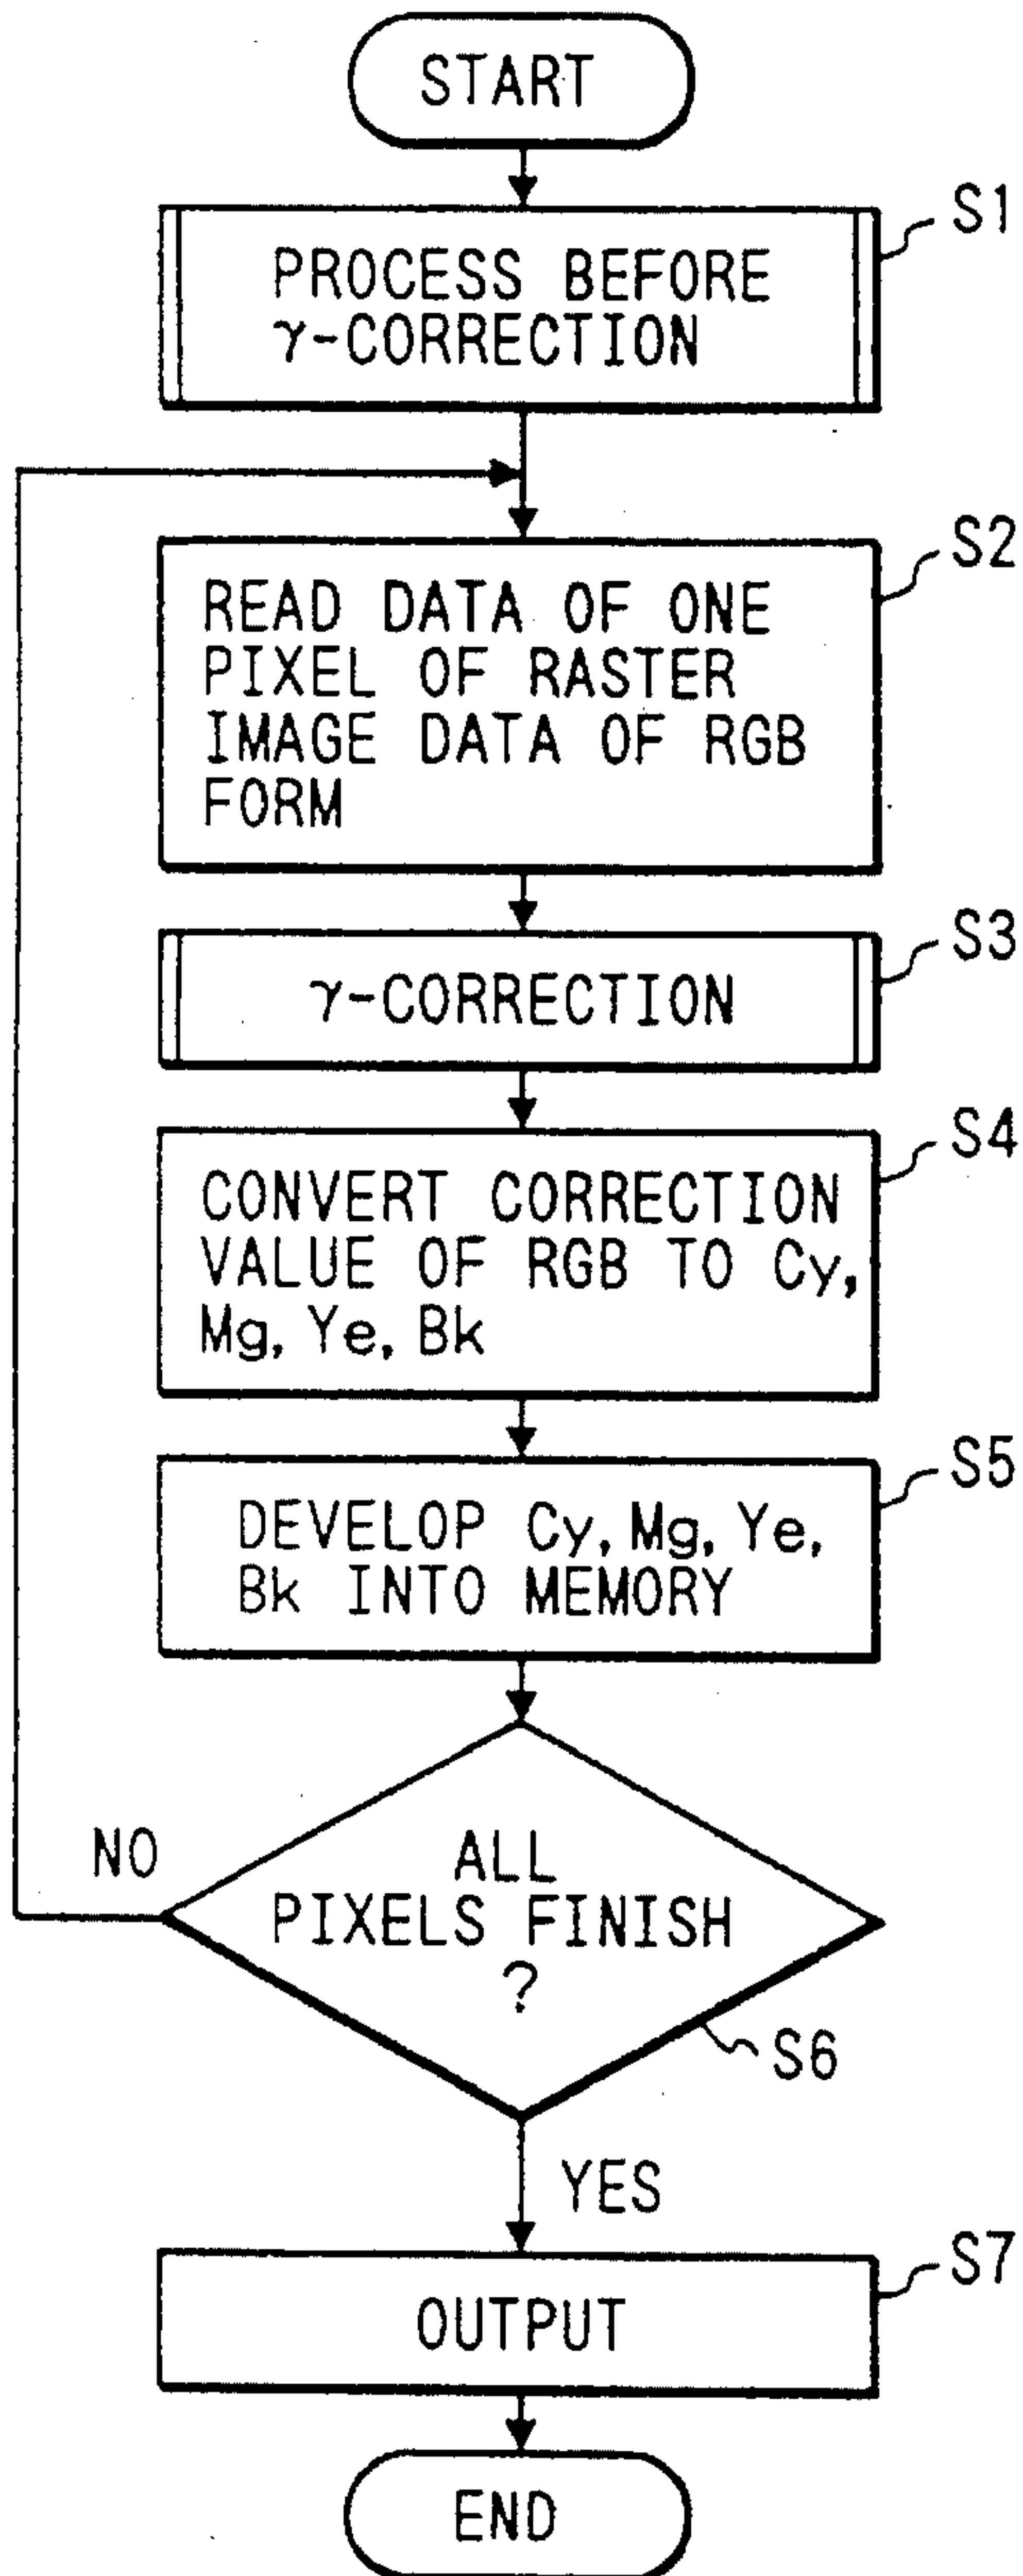 START
S1
PROCESS BEFORE
γ-CORRECTION
S2
READ DATA OF ONE
PIXEL OF RASTER
IMAGE DATA OF RGB
FORM
S3
γ-CORRECTION
S4
CONVERT CORRECTION
VALUE OF RGB TO Cy,
Mg, Ye, Bk
S5
DEVELOP Cy, Mg, Ye,
Bk INTO MEMORY
NO
ALL
PIXELS FINISH
?
S6
YES
S7
OUTPUT
END